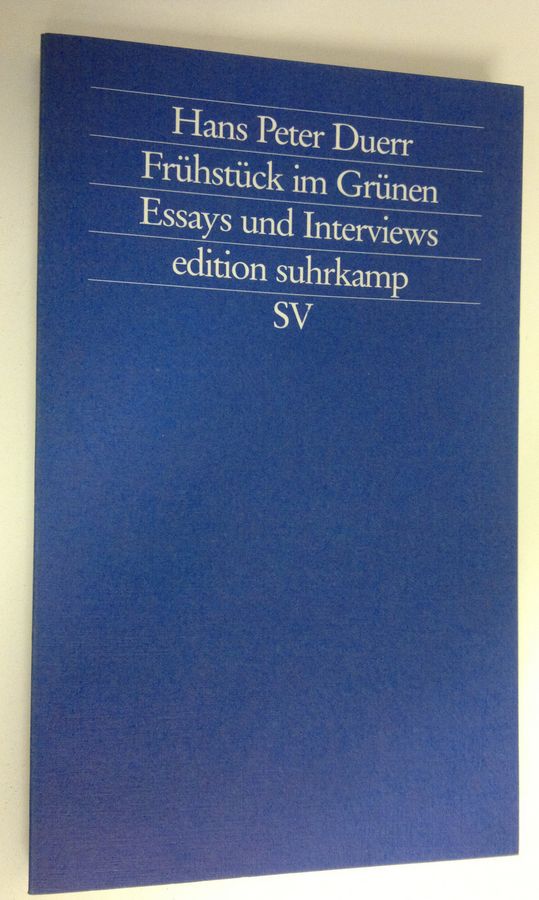 Hans Peter Duerr
Frühstück im Grünen
Essays und Interviews
edition suhrkamp
SV